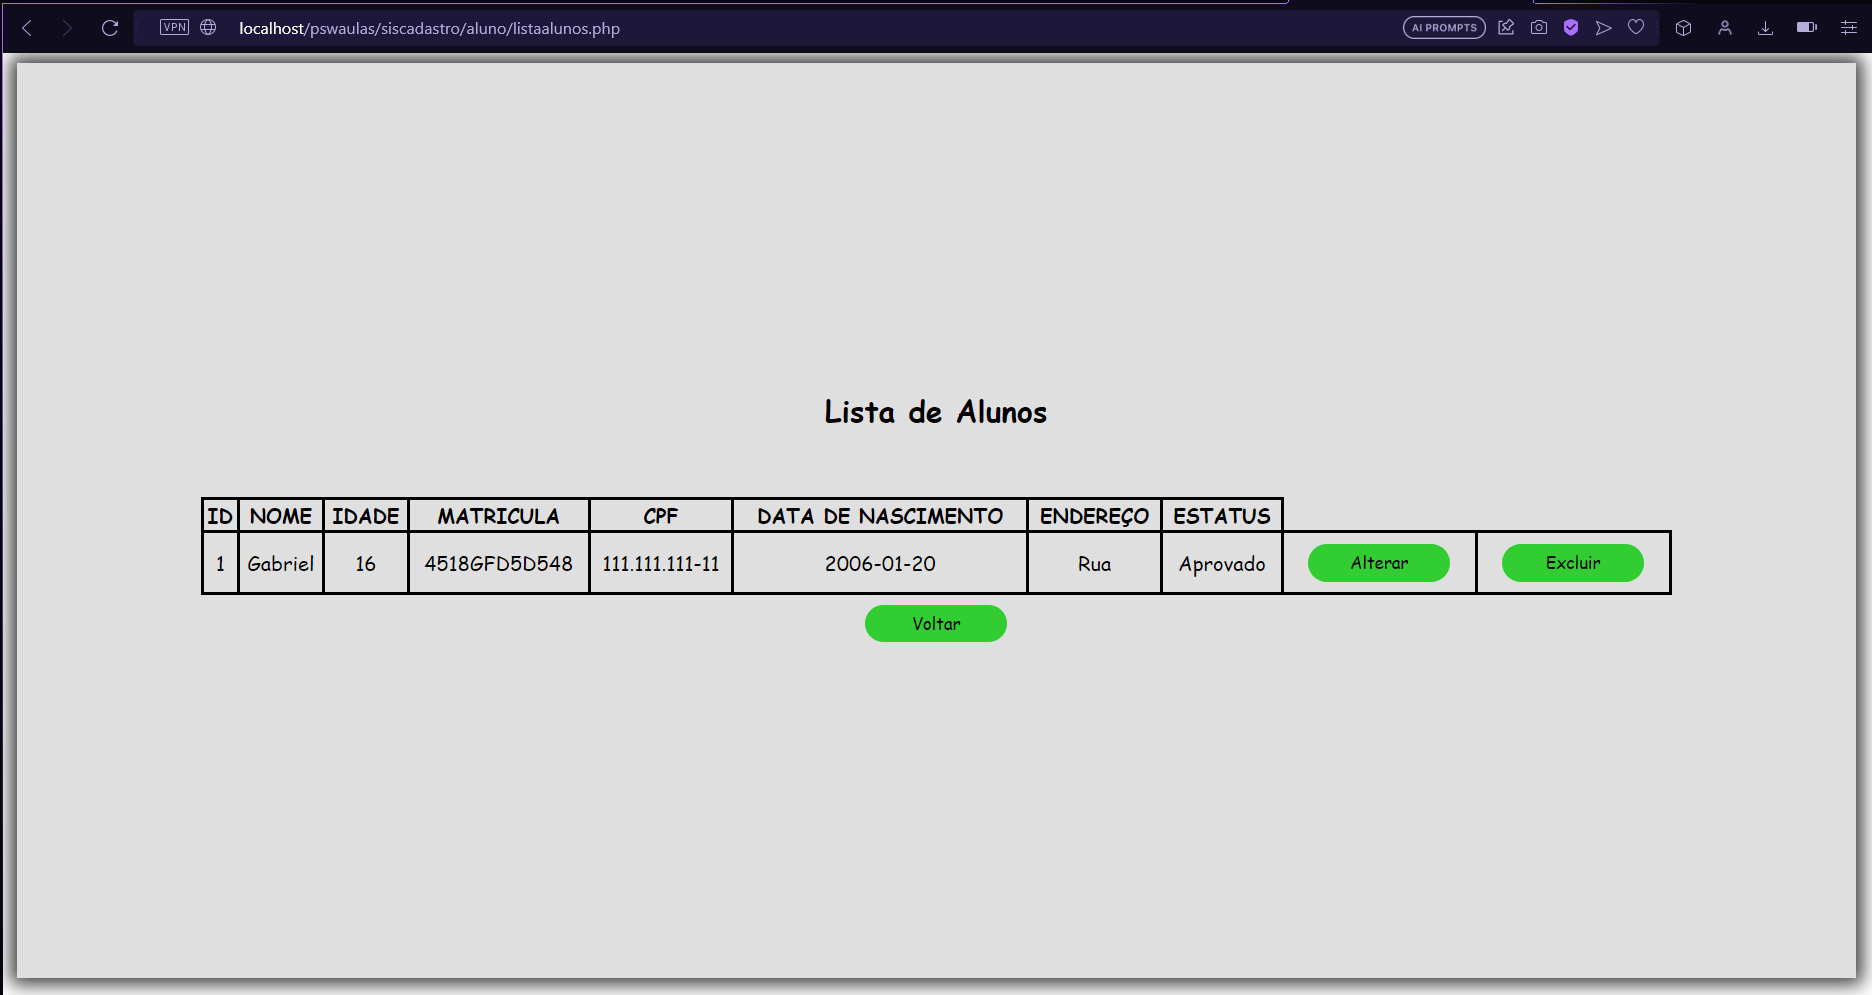 VPN localhost/pswaulas/siscadastro/aluno/listaalunos.php AI PROMPTS
Lista de Alunos
ID NOME IDADE MATRICULA CPF DATA DE NASCIMENTO ENDEREÇO ESTATUS
1 Gabriel 16 4518GFD5D548 111.111.111-11 2006-01-20 Rua Aprovado Alterar Excluir
Voltar